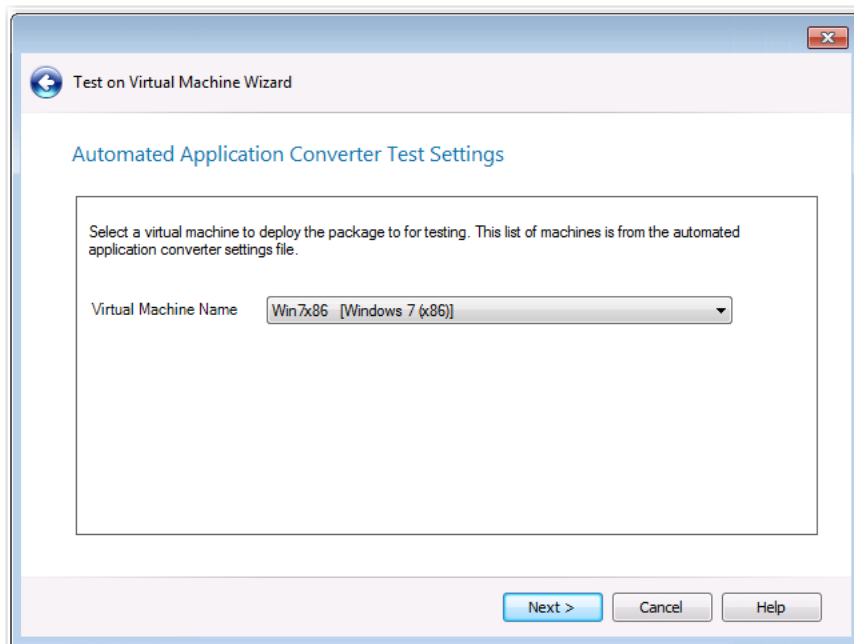 Test on Virtual Machine Wizard
Automated Application Converter Test Settings
Select a virtual machine to deploy the package to for testing. This list of machines is from the automated
application converter settings file.
Virtual Machine Name Win7x86 [Windows 7 (x86)]
Next > Cancel Help